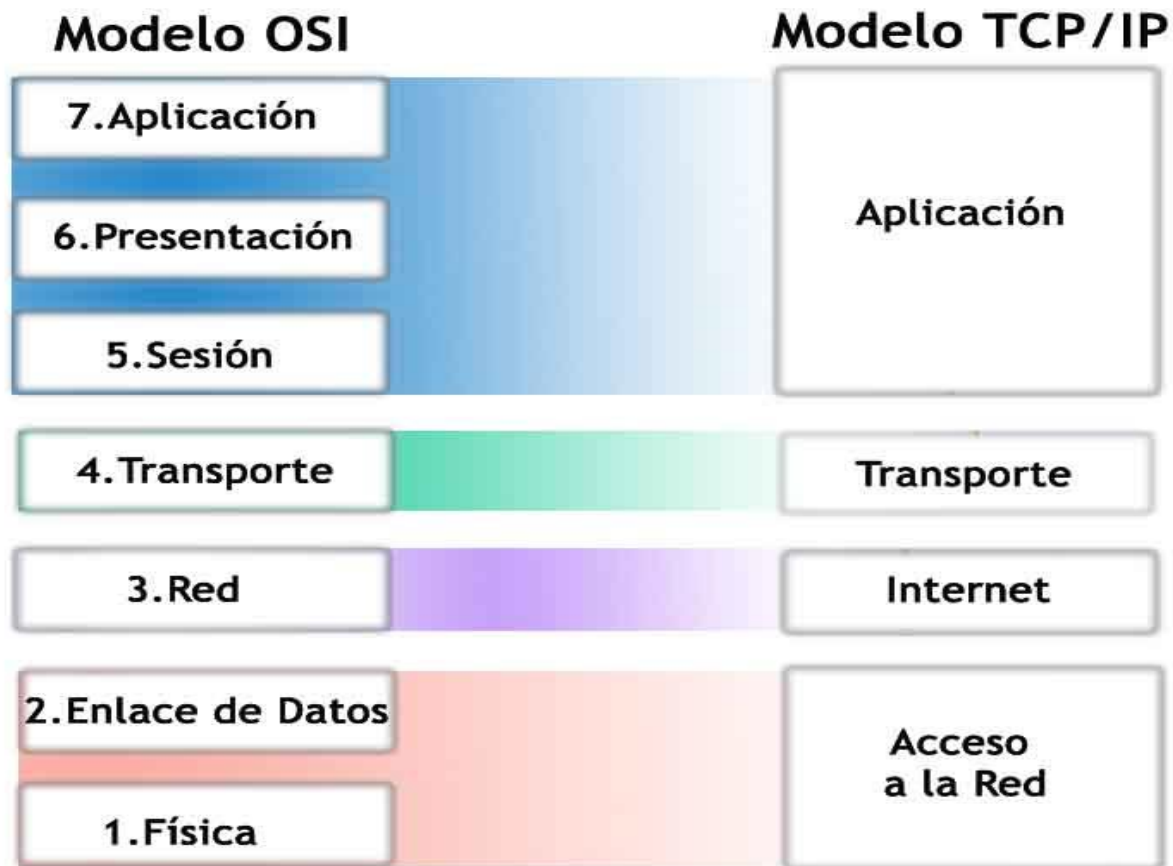 Modelo OSI
Modelo TCP/IP
7.Aplicación
6.Presentación
5.Sesión
Aplicación
4.Transporte
Transporte
3.Red
Internet
2.Enlace de Datos
1.Física
Acceso
a la Red